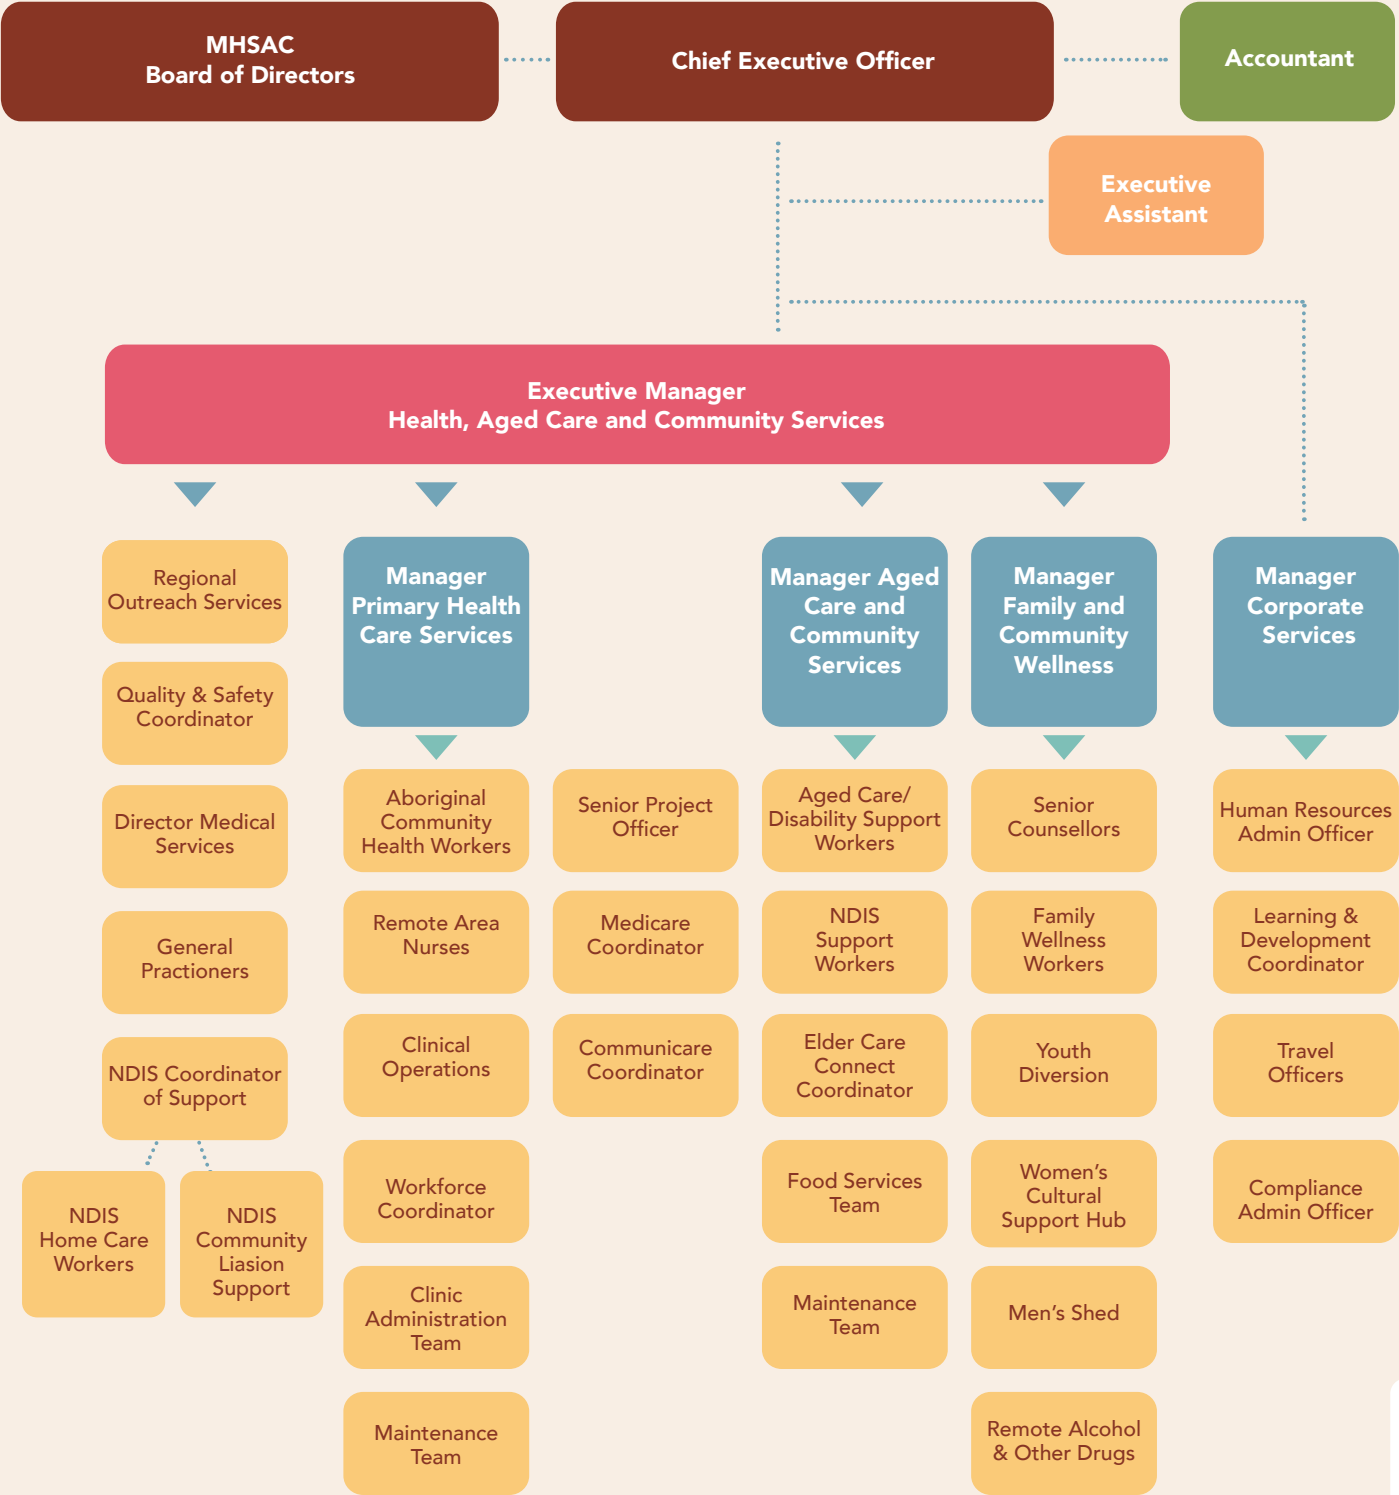 MHSAC
Board of Directors
Chief Executive Officer
Accountant
Executive
Assistant
Executive Manager
Health, Aged Care and Community Services
Regional
Outreach Services
Quality & Safety
Coordinator
Director Medical
Services
General
Practioners
NDIS Coordinator
of Support
NDIS
Home Care
Workers
NDIS
Community
Liasion
Support
Manager
Primary Health
Care Services
Aboriginal
Community
Health Workers
Remote Area
Nurses
Clinical
Operations
Workforce
Coordinator
Clinic
Administration
Team
Maintenance
Team
Senior Project
Officer
Medicare
Coordinator
Communicare
Coordinator
Manager Aged
Care and
Community
Services
Aged Care/
Disability Support
Workers
NDIS
Support
Workers
Elder Care
Connect
Coordinator
Food Services
Team
Maintenance
Team
Manager
Family and
Community
Wellness
Senior
Counsellors
Family
Wellness
Workers
Youth
Diversion
Women's
Cultural
Support Hub
Men's Shed
Remote Alcohol
& Other Drugs
Manager
Corporate
Services
Human Resources
Admin Officer
Learning &
Development
Coordinator
Travel
Officers
Compliance
Admin Officer